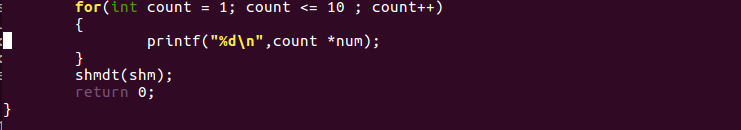 for(int count = 1; count <= 10 ; count++)
{
printf("%d\n",count *num);
}
shmdt(shm);
return 0;
}